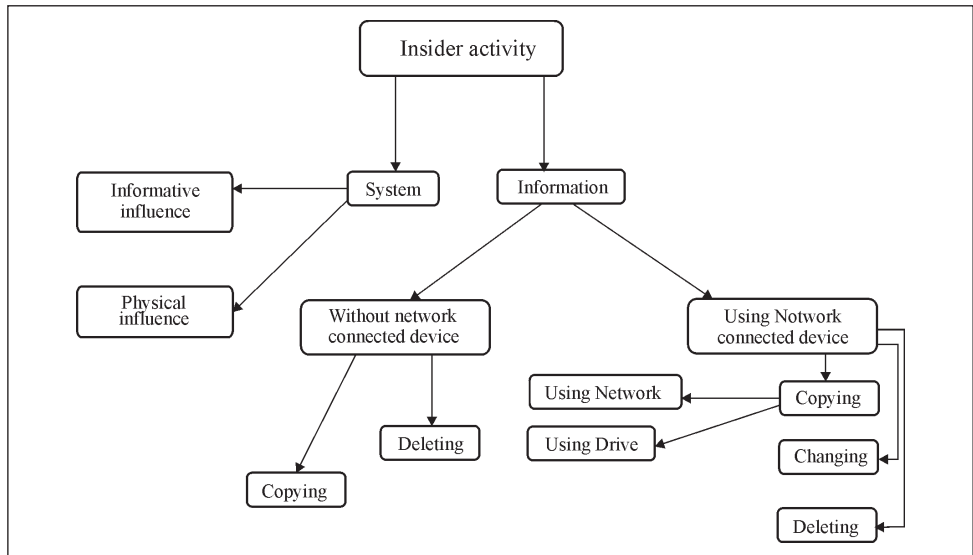 Insider activity
System
Information
Informative
influence
Physical
influence
Without network
connected device
Using Notwork
connected device
Using Network
Copying
Using Drive
Deleting
Changing
Copying
Deleting